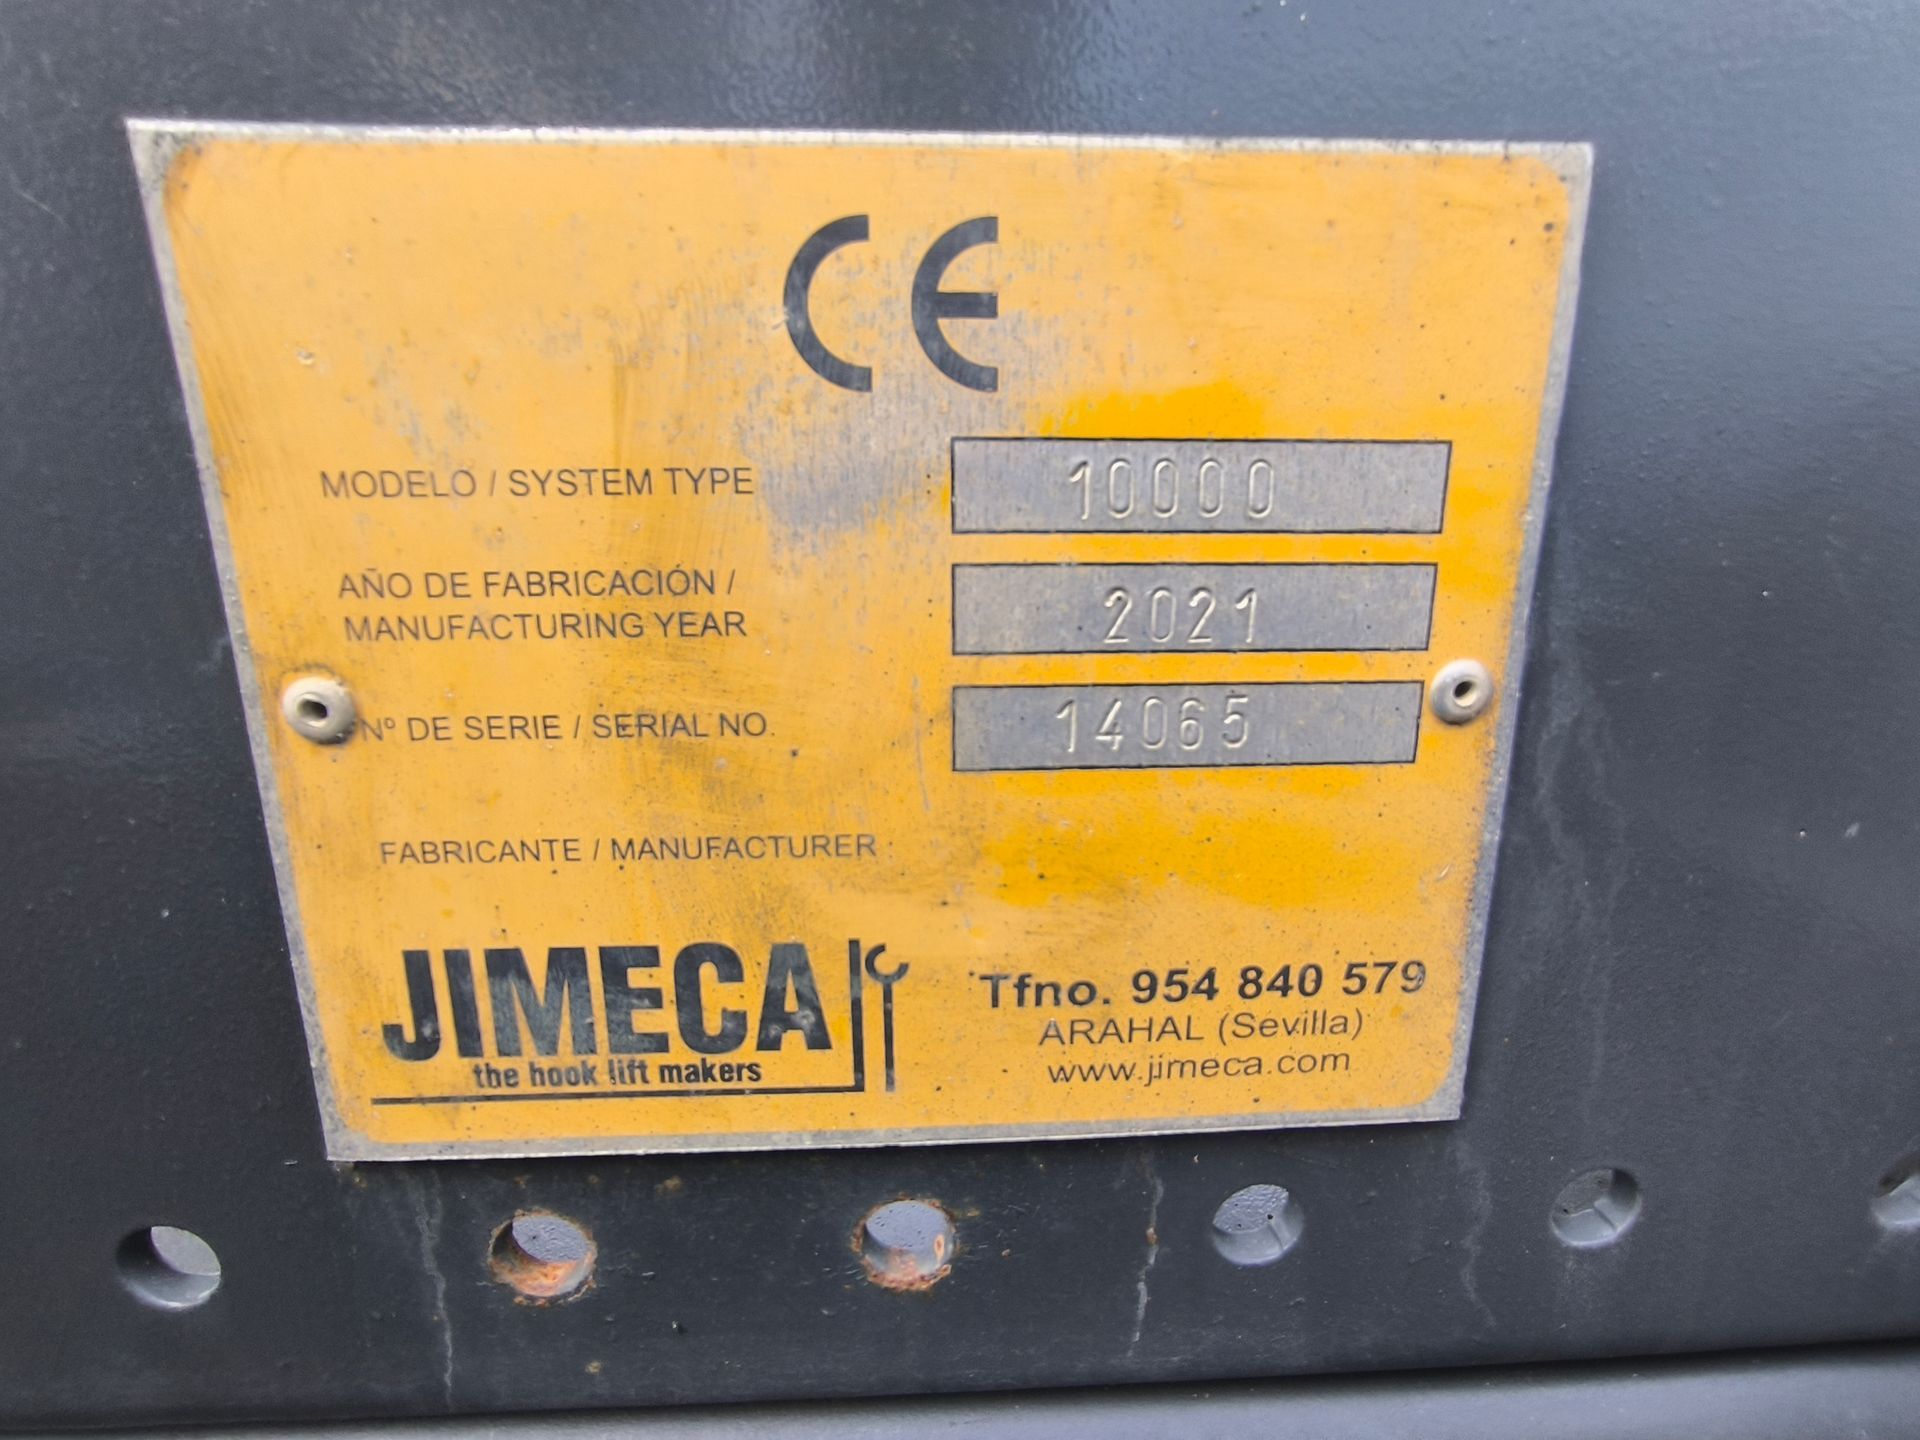 CE
MODELO / SYSTEM TYPE 10000
AÑO DE FABRICACIÓN /
MANUFACTURING YEAR 2021
Nº DE SERIE / SERIAL NO. 14065
FABRICANTE / MANUFACTURER :
JIMECA
the hook lift makers
Tfno. 954 840 579
ARAHAL (Sevilla)
www.jimeca.com